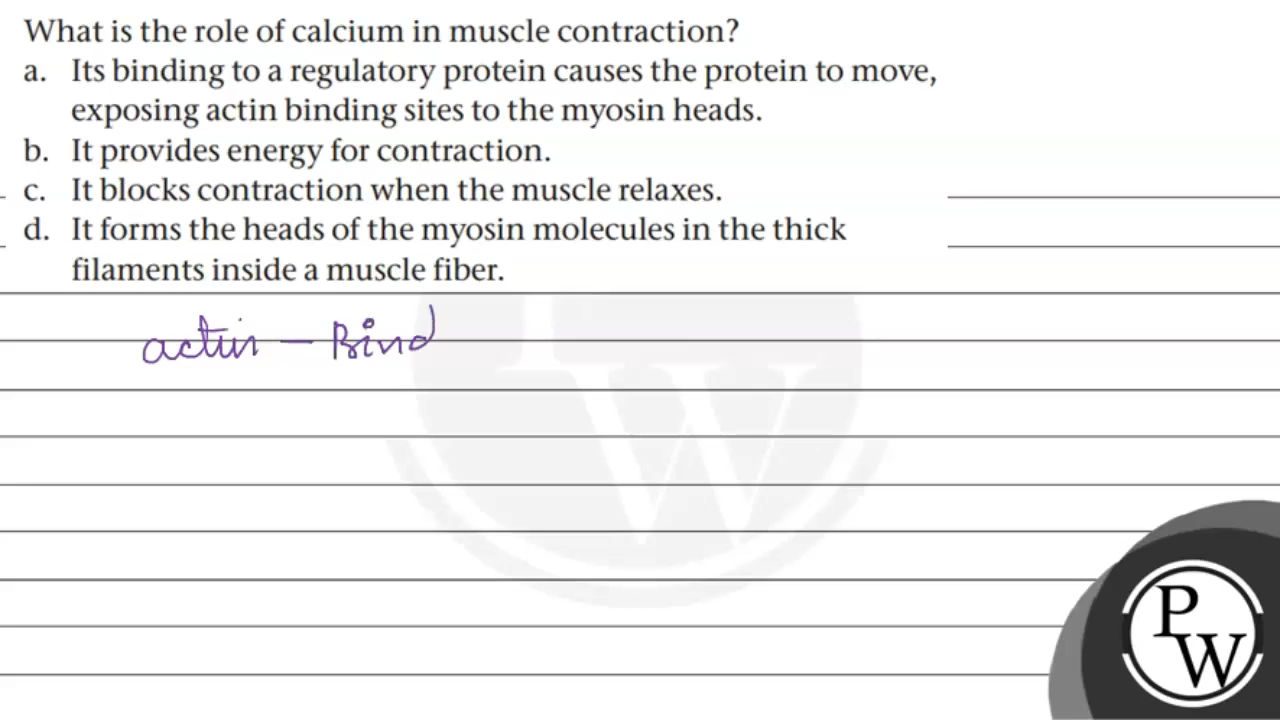 What is the role of calcium in muscle contraction?
a. Its binding to a regulatory protein causes the protein to move,
exposing actin binding sites to the myosin heads.
b. It provides energy for contraction.
c. It blocks contraction when the muscle relaxes.
d. It forms the heads of the myosin molecules in the thick
filaments inside a muscle fiber.
actin - Bind
PW